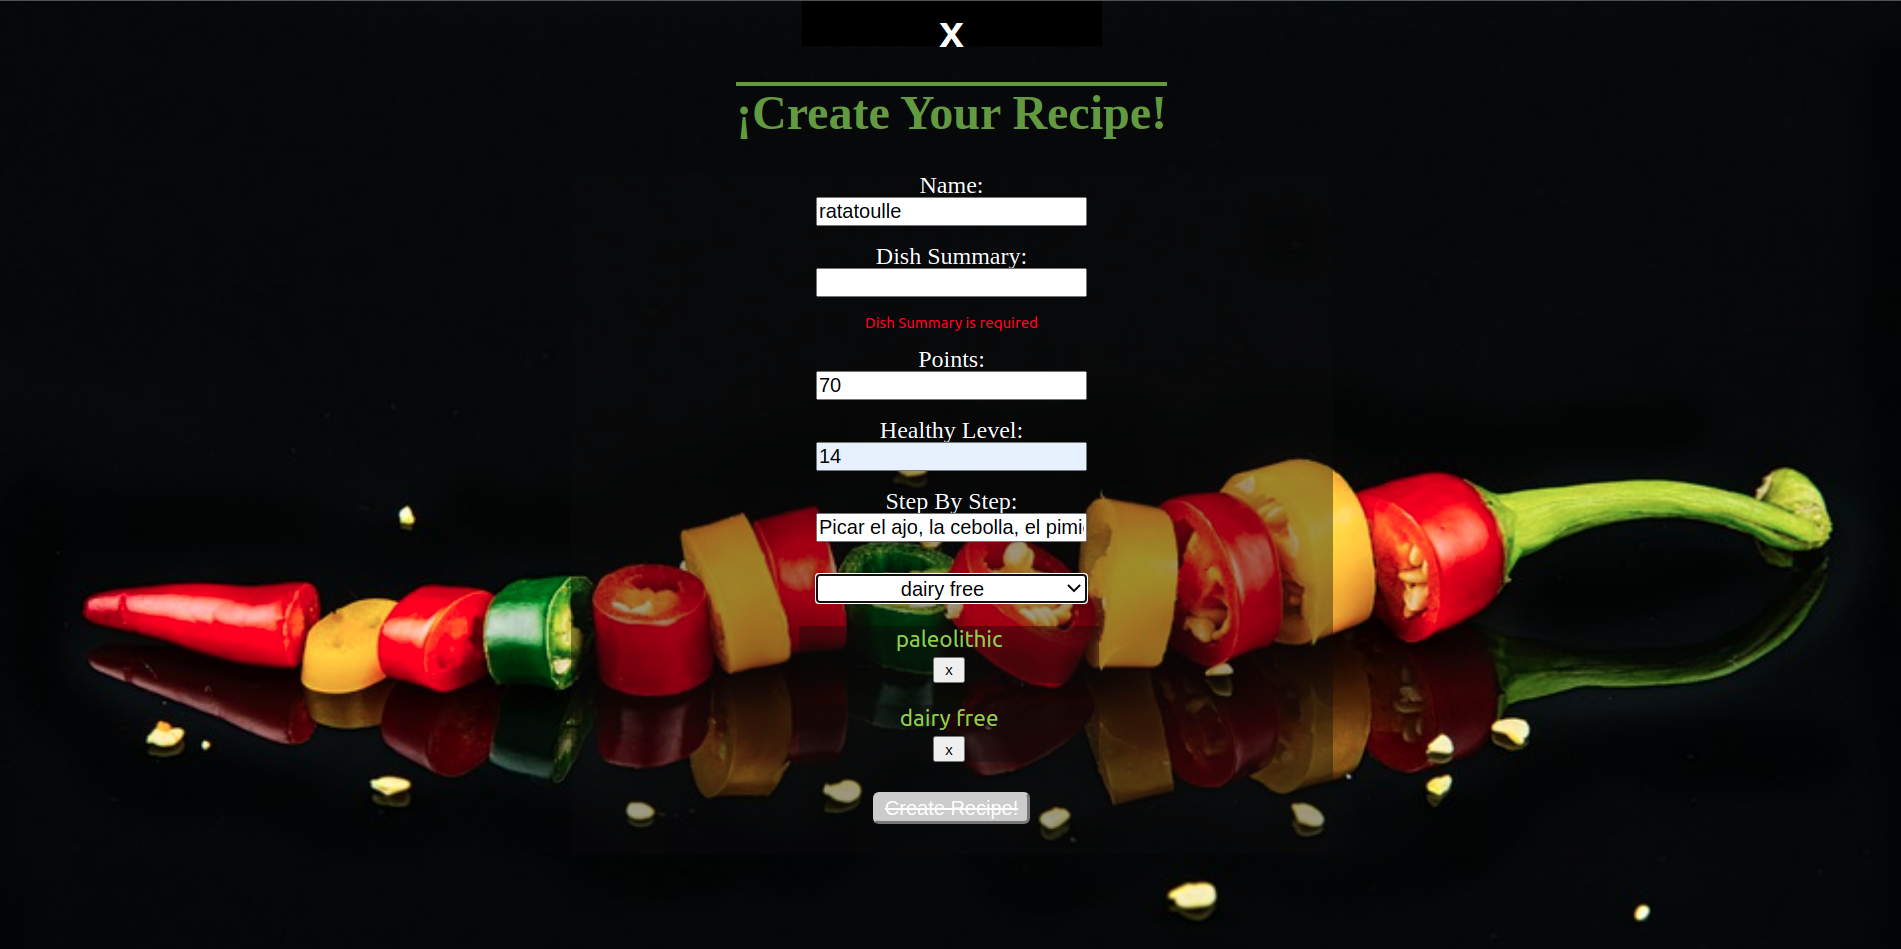 X
¡Create Your Recipe!
Name:
ratatoulle
Dish Summary:
Dish Summary is required
Points:
70
Healthy Level:
14
Step By Step:
Picar el ajo, la cebolla, el pimi
dairy free
paleolithic
x
dairy free
x
Create Recipe!